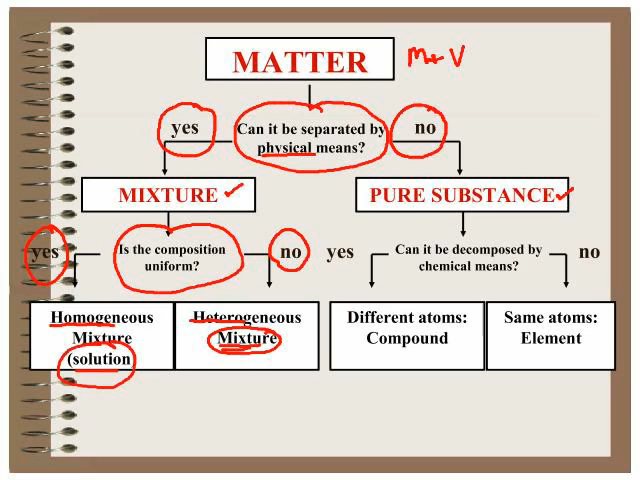 MATTER
M + V
yes
Can it be separated by
physical means?
no
MIXTURE
PURE SUBSTANCE
yes
Is the composition
uniform?
no
yes
Can it be decomposed by
chemical means?
no
Homogeneous
Mixture
(solution)
Heterogeneous
Mixture
Different atoms:
Compound
Same atoms:
Element